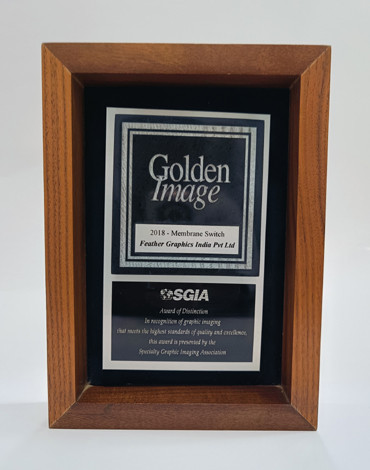 Golden
Image
2018 - Membrane Switch
Feather Graphics India Pvt Ltd
SGIA
Award of Distinction
In recognition of graphic imaging
that meets the highest standards of quality and excellence,
this award is presented by the
Specialty Graphic Imaging Association